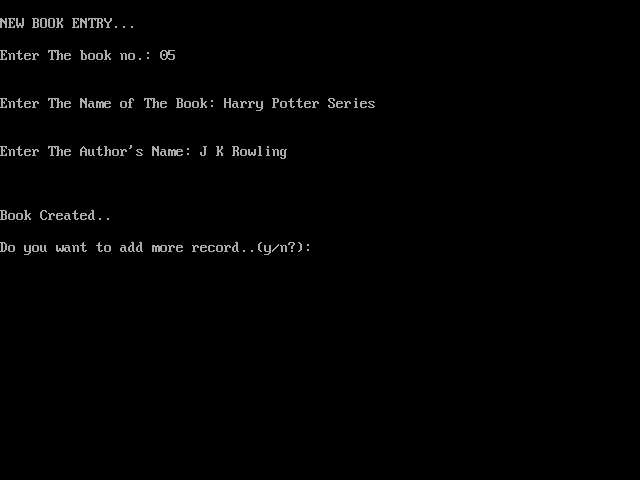 NEW BOOK ENTRY...
Enter The book no.: 05
Enter The Name of The Book: Harry Potter Series
Enter The Author's Name: J K Rowling
Book Created..
Do you want to add more record..(y/n?):